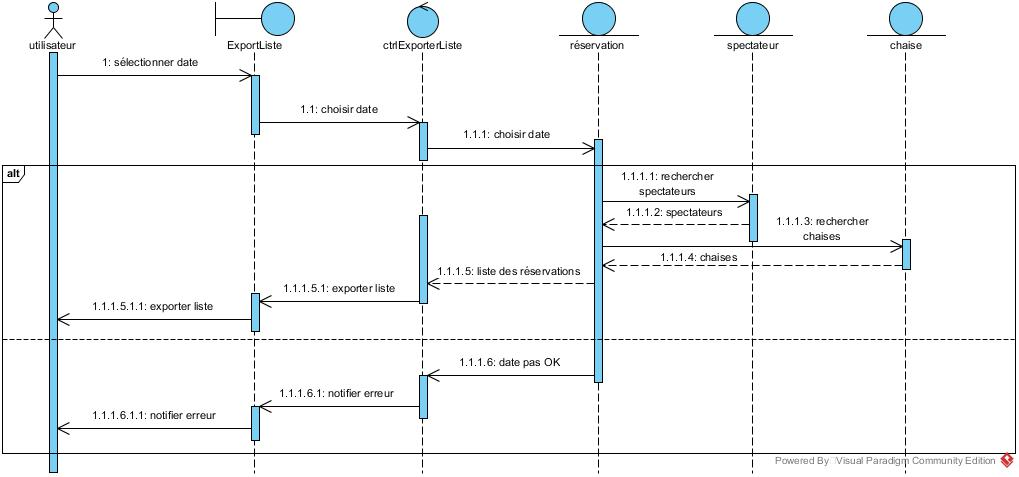 utilisateur
ExportListe
ctrlExporterListe
réservation
spectateur
chaise
1: sélectionner date
1.1: choisir date
1.1.1: choisir date
alt
1.1.1.1: rechercher
spectateurs
1.1.1.2: spectateurs
1.1.1.3: rechercher
chaises
1.1.1.4: chaises
1.1.1.5: liste des réservations
1.1.1.5.1: exporter liste
1.1.1.5.1.1: exporter liste
1.1.1.6: date pas OK
1.1.1.6.1: notifier erreur
1.1.1.6.1.1: notifier erreur
Powered By Visual Paradigm Community Edition